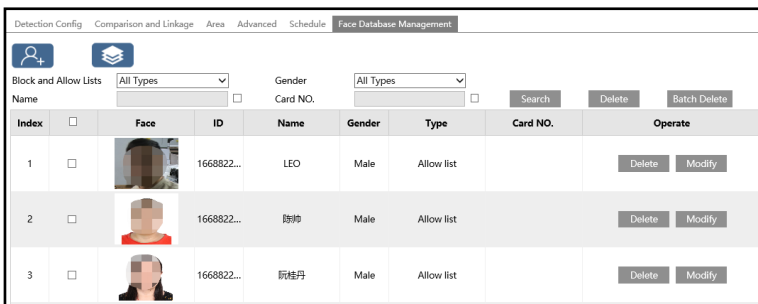 Detection Config Comparison and Linkage Area Advanced Schedule Face Database Management
Block and Allow Lists All Types Gender All Types
Name Card NO. Search Delete Batch Delete
Index Face ID Name Gender Type Card NO. Operate
1 1668822... LEO Male Allow list Delete Modify
2 1668822... 陈帅 Male Allow list Delete Modify
3 1668822... 阮桂丹 Male Allow list Delete Modify